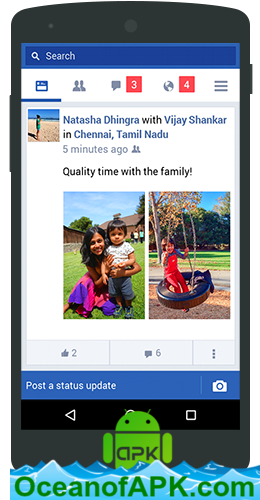 Search
3
4
Natasha Dhingra with Vijay Shankar
in Chennai, Tamil Nadu
5 minutes ago
Quality time with the family!
2
6
Post a status update
apk
OceanofAPK.com